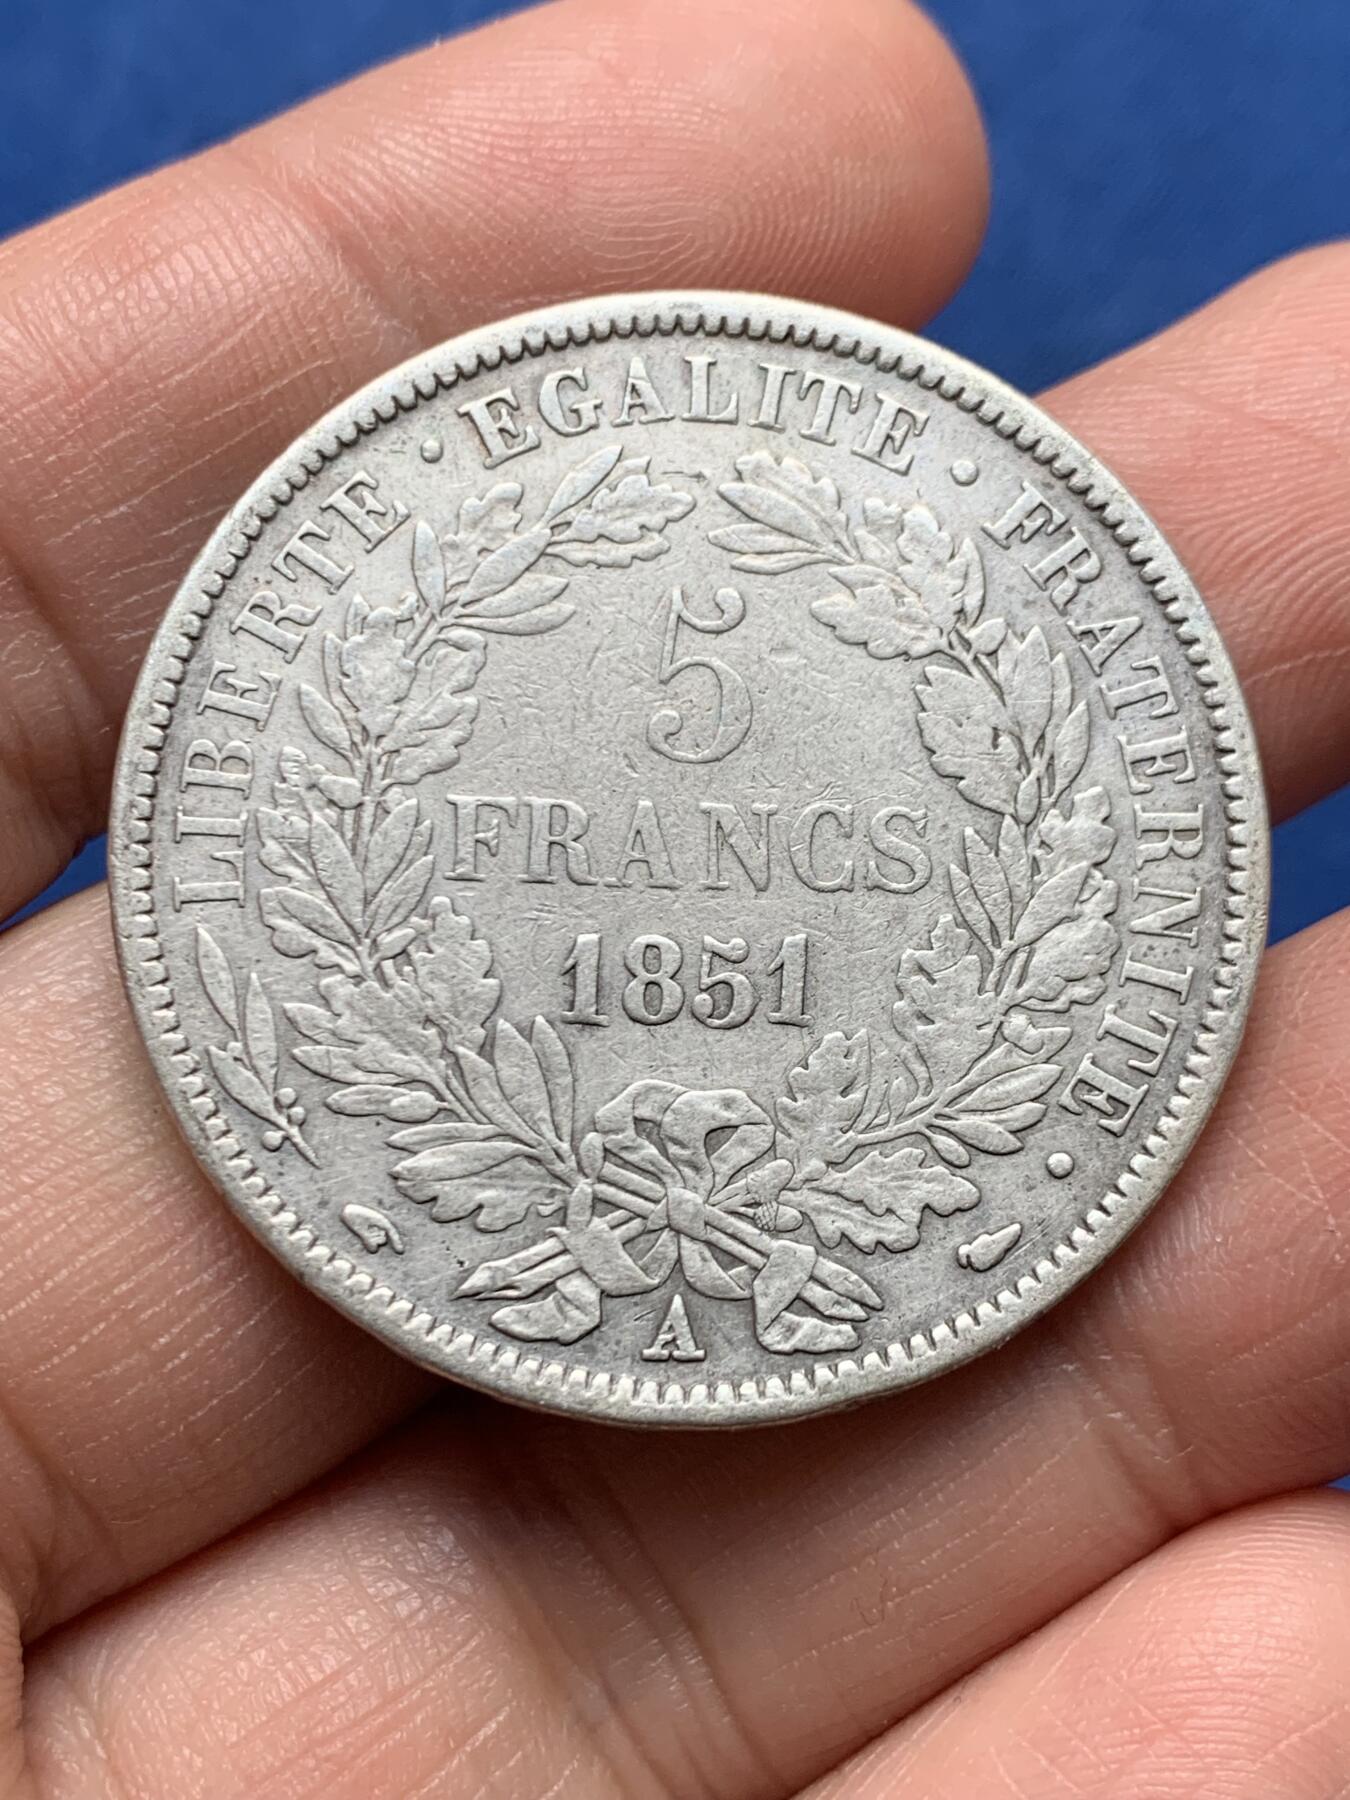 LIBERTE · EGALITE · FRATERNITE ·
5
FRANCS
1851
A